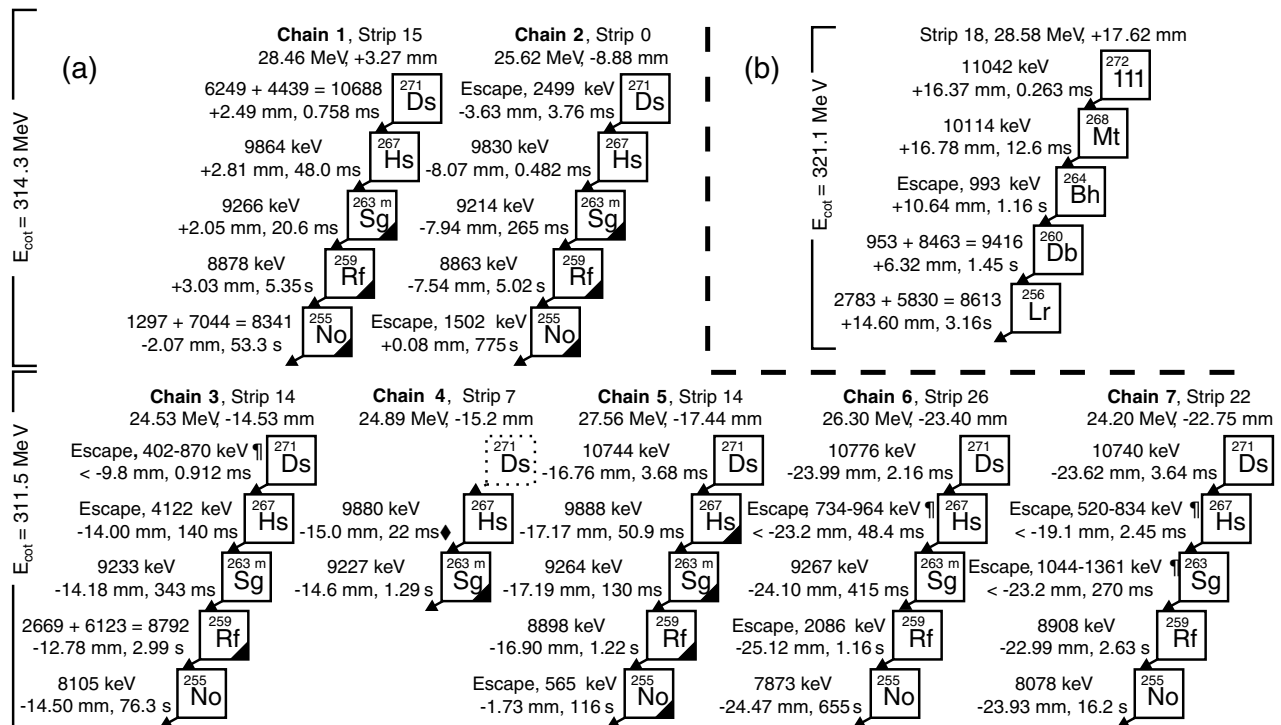 (a)
E_cot = 314.3 MeV
Chain 1, Strip 15
28.46 MeV, +3.27 mm
6249 + 4439 = 10688
+2.49 mm, 0.758 ms
271 Ds
9864 keV
+2.81 mm, 48.0 ms
267 Hs
9266 keV
+2.05 mm, 20.6 ms
263 m Sg
8878 keV
+3.03 mm, 5.35 s
259 Rf
1297 + 7044 = 8341
-2.07 mm, 53.3 s
255 No
Chain 2, Strip 0
25.62 MeV, -8.88 mm
Escape, 2499 keV
-3.63 mm, 3.76 ms
271 Ds
9830 keV
-8.07 mm, 0.482 ms
267 Hs
9214 keV
-7.94 mm, 265 ms
263 m Sg
8863 keV
-7.54 mm, 5.02 s
259 Rf
Escape, 1502 keV
+0.08 mm, 775 s
255 No
(b)
E_cot = 321.1 MeV
Strip 18, 28.58 MeV, +17.62 mm
11042 keV
+16.37 mm, 0.263 ms
272 111
10114 keV
+16.78 mm, 12.6 ms
268 Mt
Escape, 993 keV
+10.64 mm, 1.16 s
264 Bh
953 + 8463 = 9416
+6.32 mm, 1.45 s
260 Db
2783 + 5830 = 8613
+14.60 mm, 3.16s
256 Lr
E_cot = 311.5 MeV
Chain 3, Strip 14
24.53 MeV, -14.53 mm
Escape, 402-870 keV ¶
< -9.8 mm, 0.912 ms
271 Ds
Escape, 4122 keV
-14.00 mm, 140 ms
267 Hs
9233 keV
-14.18 mm, 343 ms
263 m Sg
2669 + 6123 = 8792
-12.78 mm, 2.99 s
259 Rf
8105 keV
-14.50 mm, 76.3 s
255 No
Chain 4, Strip 7
24.89 MeV, -15.2 mm
271 Ds
9880 keV
-15.0 mm, 22 ms♦
267 Hs
9227 keV
-14.6 mm, 1.29 s
263 m Sg
Chain 5, Strip 14
27.56 MeV, -17.44 mm
10744 keV
-16.76 mm, 3.68 ms
271 Ds
9888 keV
-17.17 mm, 50.9 ms
267 Hs
9264 keV
-17.19 mm, 130 ms
263 m Sg
8898 keV
-16.90 mm, 1.22 s
259 Rf
Escape, 565 keV
-1.73 mm, 116 s
255 No
Chain 6, Strip 26
26.30 MeV, -23.40 mm
10776 keV
-23.99 mm, 2.16 ms
271 Ds
Escape, 734-964 keV ¶
< -23.2 mm, 48.4 ms
267 Hs
9267 keV
-24.10 mm, 415 ms
263 m Sg
Escape, 2086 keV
-25.12 mm, 1.16 s
259 Rf
7873 keV
-24.47 mm, 655 s
255 No
Chain 7, Strip 22
24.20 MeV, -22.75 mm
10740 keV
-23.62 mm, 3.64 ms
271 Ds
Escape, 520-834 keV ¶
< -19.1 mm, 2.45 ms
267 Hs
Escape, 1044-1361 keV ¶
< -23.2 mm, 270 ms
263 Sg
8908 keV
-22.99 mm, 2.63 s
259 Rf
8078 keV
-23.93 mm, 16.2 s
255 No